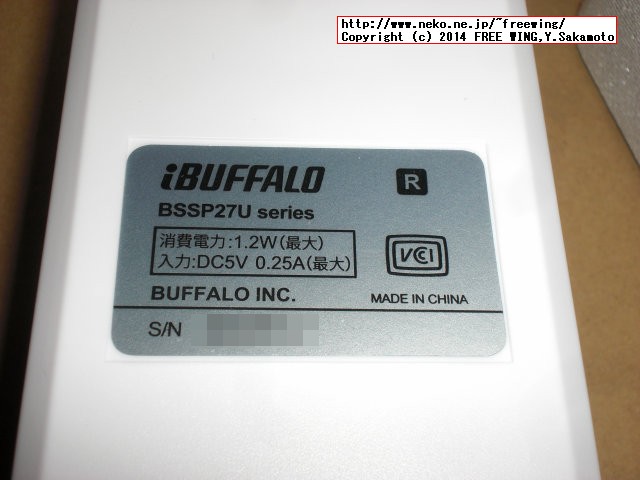 http://www.neko.ne.jp/~freewing/
Copyright (c) 2014 FREE WING,Y.Sakamoto
iBUFFALO
R
BSSP27U series
消費電力:1.2W(最大)
入力:DC5V 0.25A(最大)
VCI
BUFFALO INC.
MADE IN CHINA
S/N